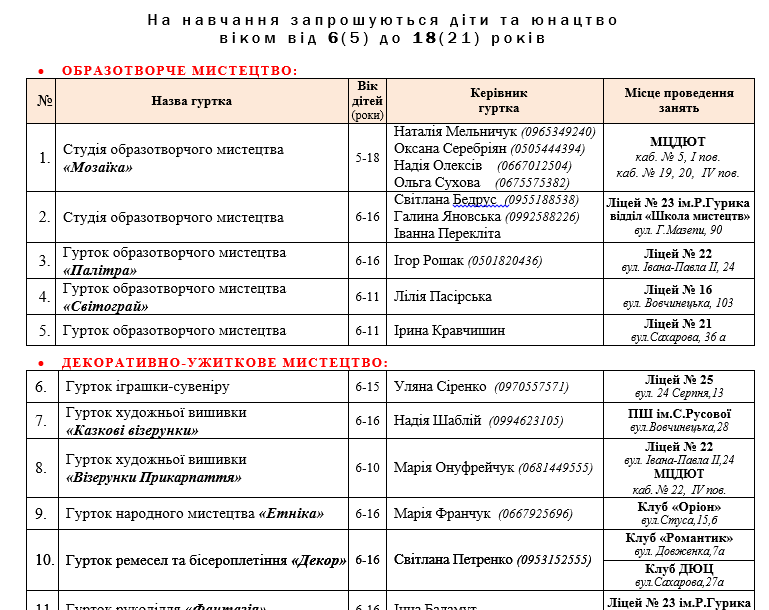 На навчання запрошуються діти та юнацтво
віком від 6(5) до 18(21) років
• ОБРАЗОТВОРЧЕ МИСТЕЦТВО:
№ Назва гуртка Вік дітей (роки) Керівник гуртка Місце проведення занять
1. Студія образотворчого мистецтва «Мозаїка» 5-18
Наталія Мельничук (0965349240)
Оксана Серебріян (0505444394)
Надія Олексів (0667012504)
Ольга Сухова (0675575382)
МЦДЮТ
каб. № 5, І пов.
каб. № 19, 20, IV пов.
2. Студія образотворчого мистецтва 6-16
Світлана Бедрус (0955188538)
Галина Яновська (0992588226)
Іванна Перекліта
Ліцей № 23 ім.Р.Гурика
відділ «Школа мистецтв»
вул. Г.Мазепи, 90
3. Гурток образотворчого мистецтва
«Палітра»
6-16 Ігор Рошак (0501820436)
Ліцей № 22
вул. Івана-Павла ІІ, 24
4. Гурток образотворчого мистецтва
«Світограй»
6-11 Лілія Пасірська
Ліцей № 16
вул. Вовчинецька, 103
5. Гурток образотворчого мистецтва 6-11 Ірина Кравчишин
Ліцей № 21
вул.Сахарова, 36 а
• ДЕКОРАТИВНО-УЖИТКОВЕ МИСТЕЦТВО:
6. Гурток іграшки-сувеніру 6-15 Уляна Сіренко (0970557571)
Ліцей № 25
вул. 24 Серпня,13
7. Гурток художньої вишивки
«Казкові візерунки»
6-16 Надія Шаблій (0994623105)
ПШ ім.С.Русової
вул.Вовчинецька,28
8. Гурток художньої вишивки
«Візерунки Прикарпаття»
6-10 Марія Онуфрейчук (0681449555)
Ліцей № 22
вул. Івана-Павла ІІ,24
МЦДЮТ
каб. № 22, IV пов.
9. Гурток народного мистецтва «Етніка» 6-16 Марія Франчук (0667925696)
Клуб «Оріон»
вул.Стуса,15,б
10. Гурток ремесел та бісероплетіння «Декор» 6-16 Світлана Петренко (0953152555)
Клуб «Романтик»
вул. Довженка,7а
Клуб ДЮЦ
вул.Сахарова,27а
11. Гурток рукоділля «Фантазія» 6-16 Інна Баламут
Ліцей № 23 ім.Р.Гурика